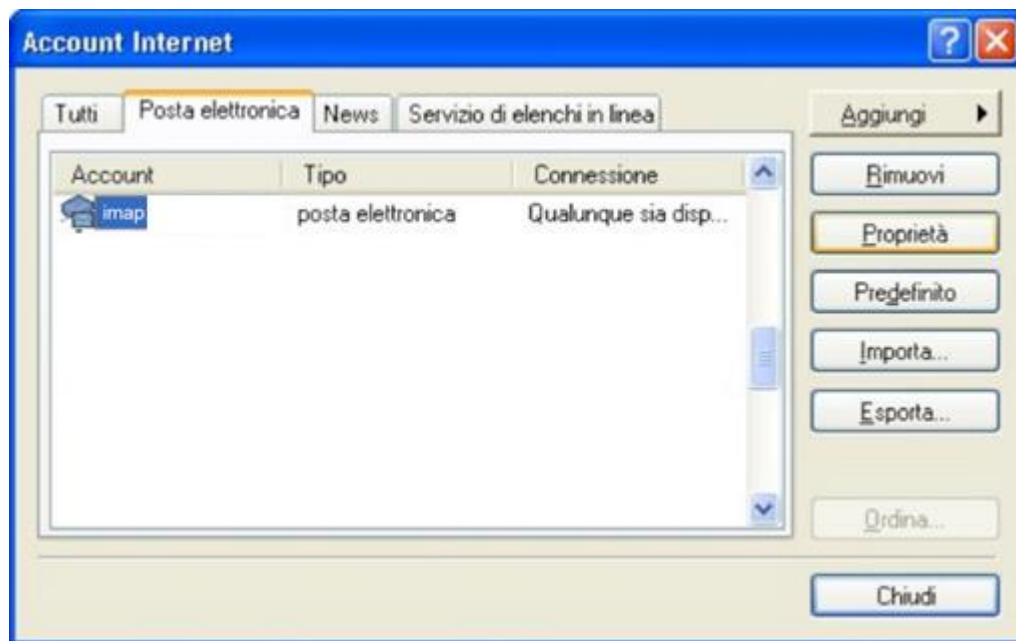 Account Internet
Tutti Posta elettronica News Servizio di elenchi in linea
Aggiungi
Account Tipo Connessione
Rimuovi
imap posta elettronica Qualunque sia disp...
Proprietà
Predefinito
Importa...
Esporta...
Ordina...
Chiudi